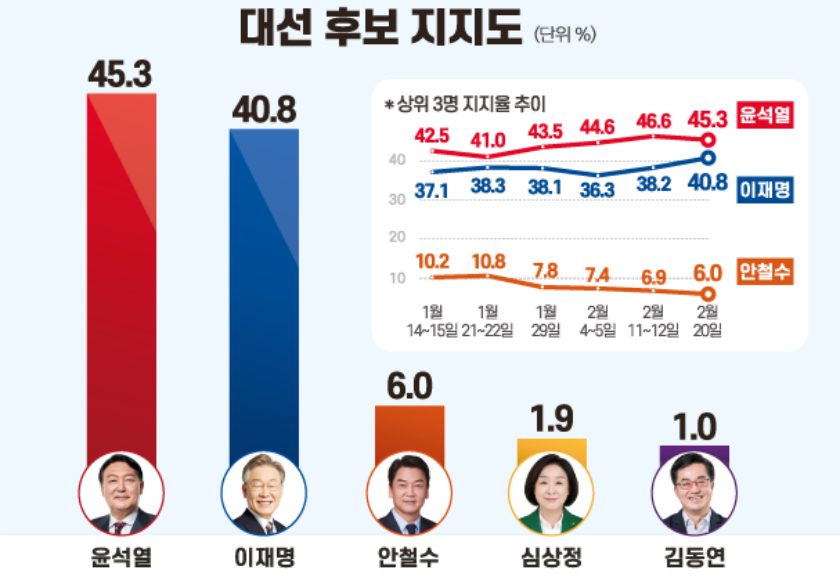 대선 후보 지지도 (단위 %)
45.3
40.8
6.0
1.9
1.0
윤석열
이재명
안철수
심상정
김동연
*상위 3명 지지율 추이
42.5 41.0 43.5 44.6 46.6 45.3 윤석열
40
37.1 38.3 38.1 36.3 38.2 40.8 이재명
30
20
10.2 10.8 7.8 7.4 6.9 6.0 안철수
10
1월 1월 1월 2월 2월 2월
14~15일 21~22일 29일 4~5일 11~12일 20일